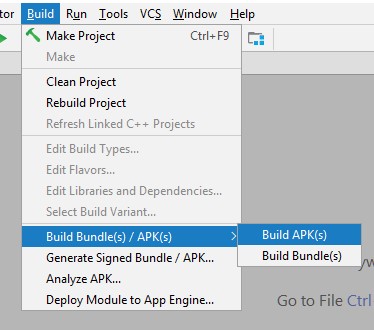 tor Build Run Tools VCS Window Help
Make Project Ctrl+F9
Make
Clean Project
Rebuild Project
Refresh Linked C++ Projects
Edit Build Types...
Edit Flavors...
Edit Libraries and Dependencies...
Select Build Variant...
Build Bundle(s) / APK(s)
Build APK(s)
Generate Signed Bundle / APK...
Build Bundle(s)
Analyze APK...
Deploy Module to App Engine...
Go to File Ctrl